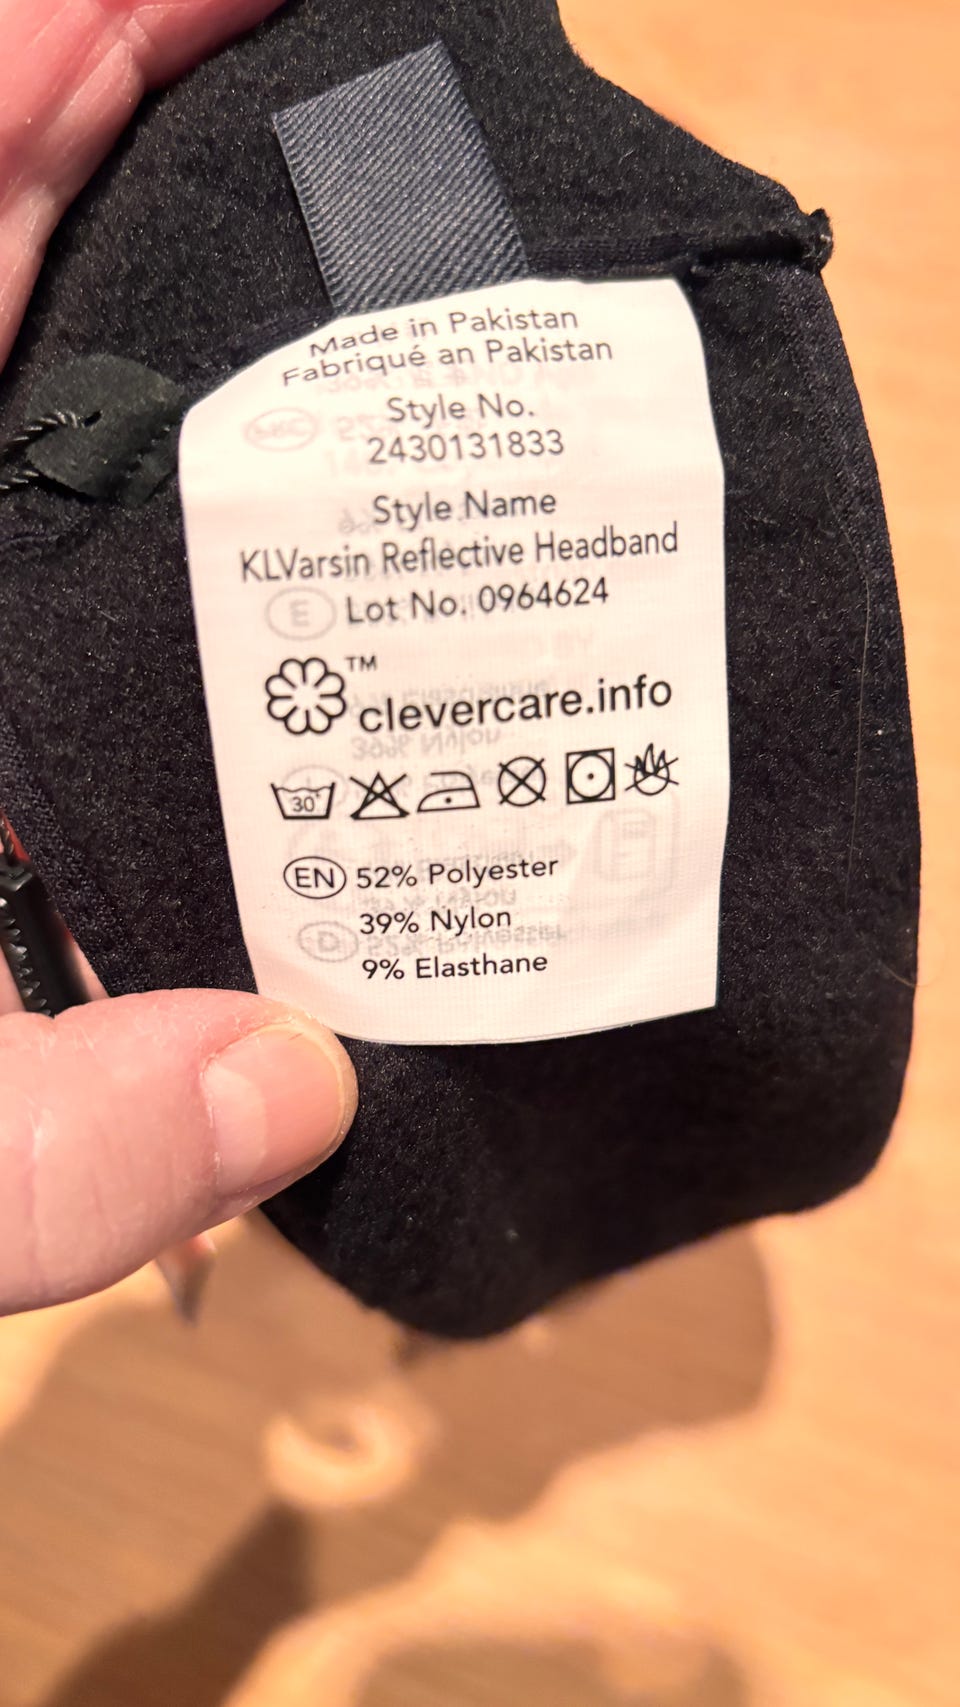 Made in Pakistan
Fabriqué an Pakistan
Style No.
2430131833
Style Name
KLVarsin Reflective Headband
E Lot No. 0964624
TM
clevercare.info
30°
EN 52% Polyester
39% Nylon
D
9% Elasthane